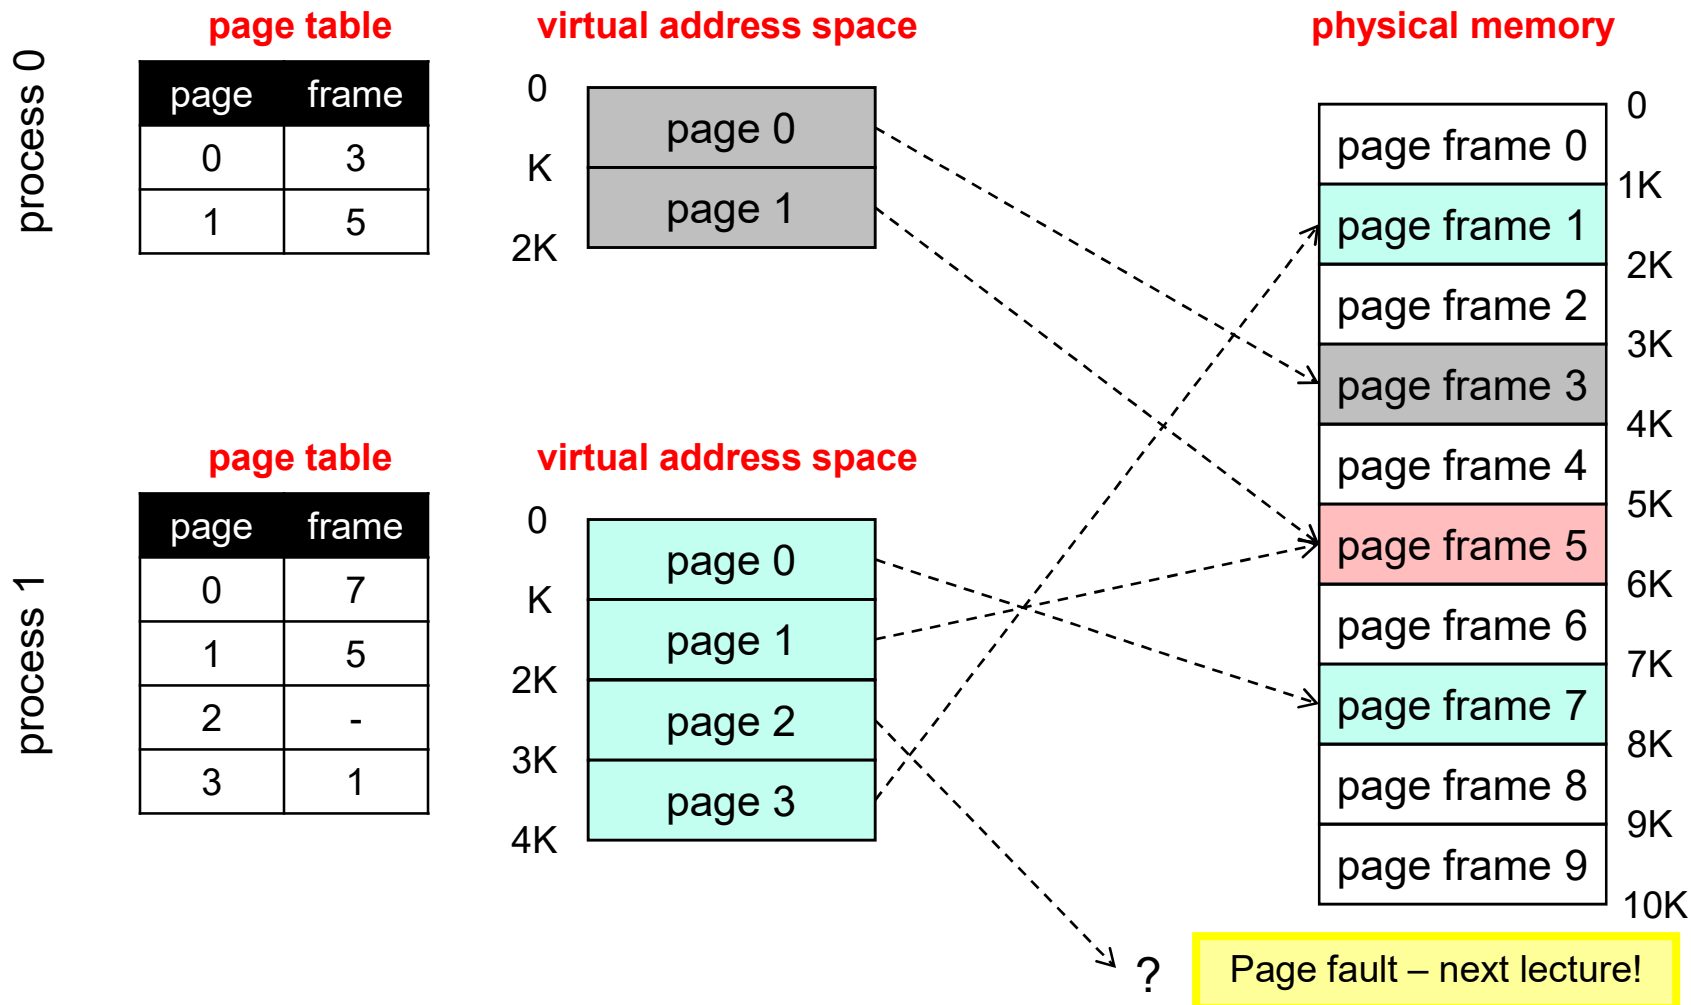 page table
virtual address space
physical memory
process 0
page frame
0 3
1 5
0
page 0
K
page 1
2K
page table
virtual address space
process 1
page frame
0 7
1 5
2 -
3 1
0
page 0
K
page 1
2K
page 2
3K
page 3
4K
0
page frame 0
1K
page frame 1
2K
page frame 2
3K
page frame 3
4K
page frame 4
5K
page frame 5
6K
page frame 6
7K
page frame 7
8K
page frame 8
9K
page frame 9
10K
?
Page fault – next lecture!